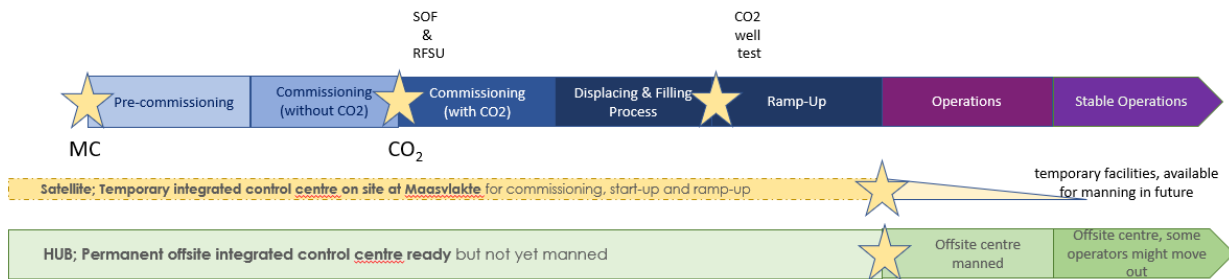 SOF
&
RFSU
CO2
well
test
Pre-commissioning
Commissioning
(without CO2)
Commissioning
(with CO2)
Displacing & Filling
Process
Ramp-Up
Operations
Stable Operations
MC
CO2
Satellite; Temporary integrated control centre on site at Maasvlakte for commissioning, start-up and ramp-up
temporary facilities, available
for manning in future
HUB; Permanent offsite integrated control centre ready but not yet manned
Offsite centre
manned
Offsite centre, some
operators might move
out